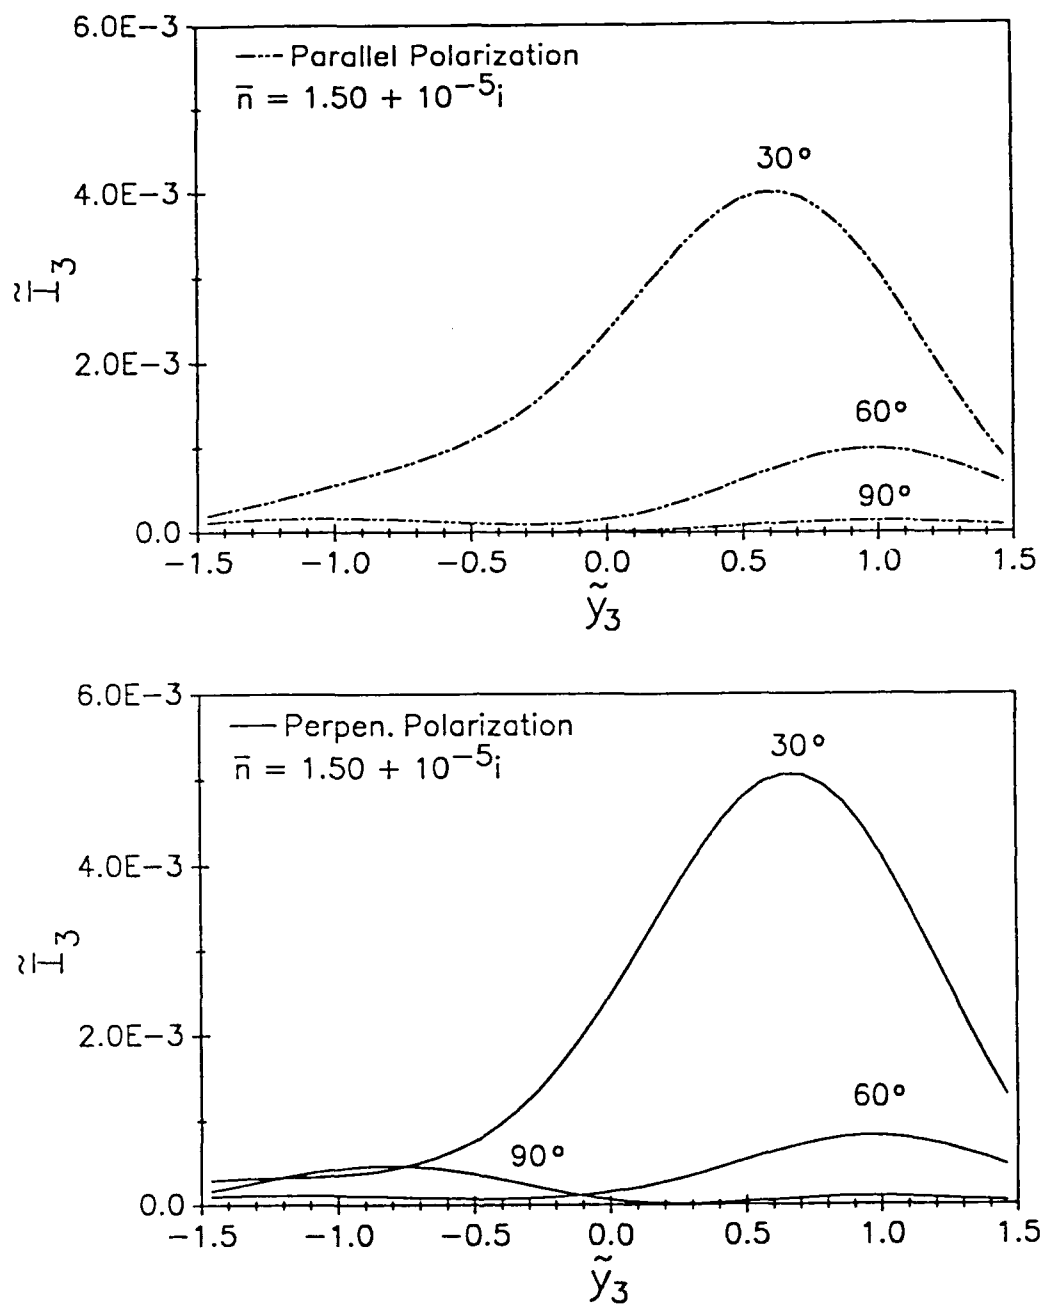 6.0E−3
—··— Parallel Polarization
n̄ = 1.50 + 10⁻⁵i
30°
4.0E−3
Ĩ₃
2.0E−3
60°
90°
0.0
−1.5 −1.0 −0.5 0.0 0.5 1.0 1.5
ỹ₃
6.0E−3
— Perpen. Polarization
n̄ = 1.50 + 10⁻⁵i
30°
4.0E−3
Ĩ₃
2.0E−3
60°
90°
0.0
−1.5 −1.0 −0.5 0.0 0.5 1.0 1.5
ỹ₃